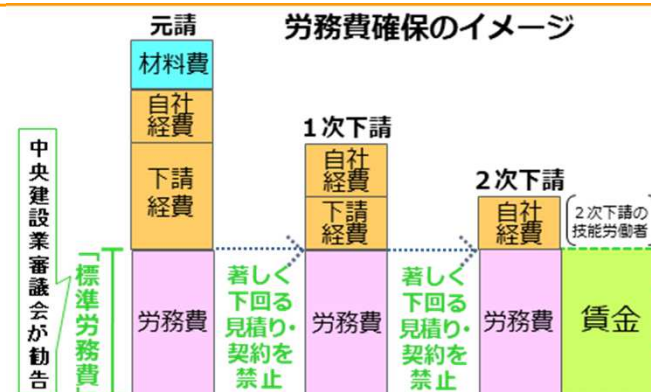 労務費確保のイメージ
元請
材料費
自社
経費
下請
経費
労務費
1次下請
自社
経費
下請
経費
労務費
2次下請
自社
経費
労務費
(2次下請の
技能労働者)
賃金
著しく
下回る
見積り・
契約を
禁止
著しく
下回る
見積り・
契約を
禁止
中央建設業審議会が勧告
「標準労務費